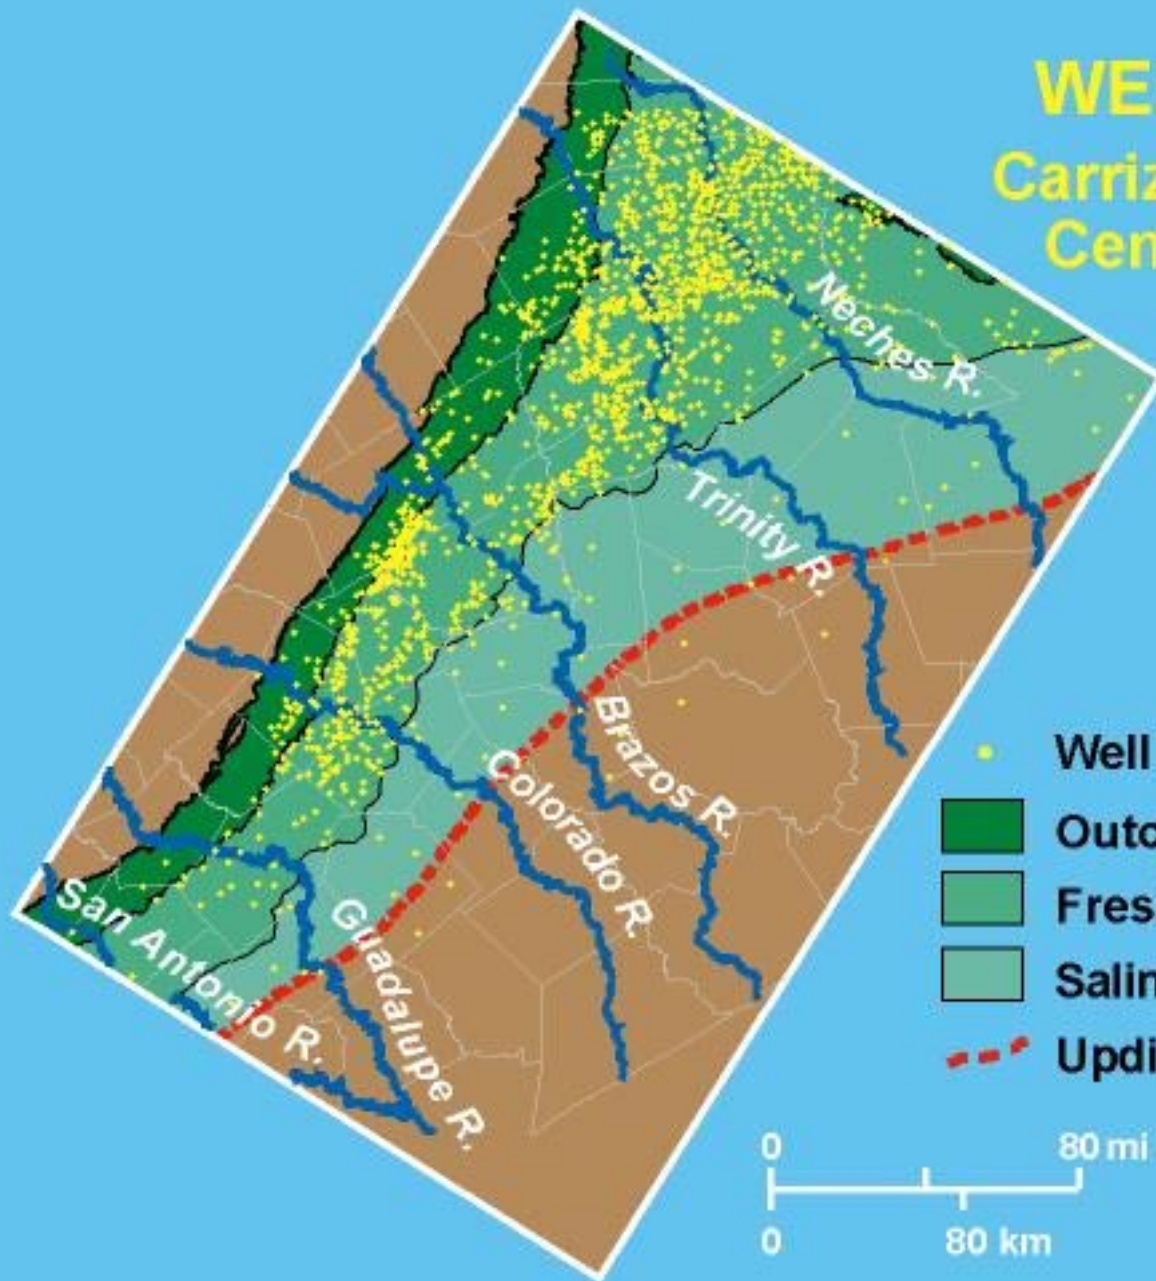 WE
Carriz
Cen
Neches R.
Trinity R.
Brazos R.
Colorado R.
Guadalupe R.
San Antonio R.
Well
Outc
Fres
Salin
Updi
0 80 mi
0 80 km